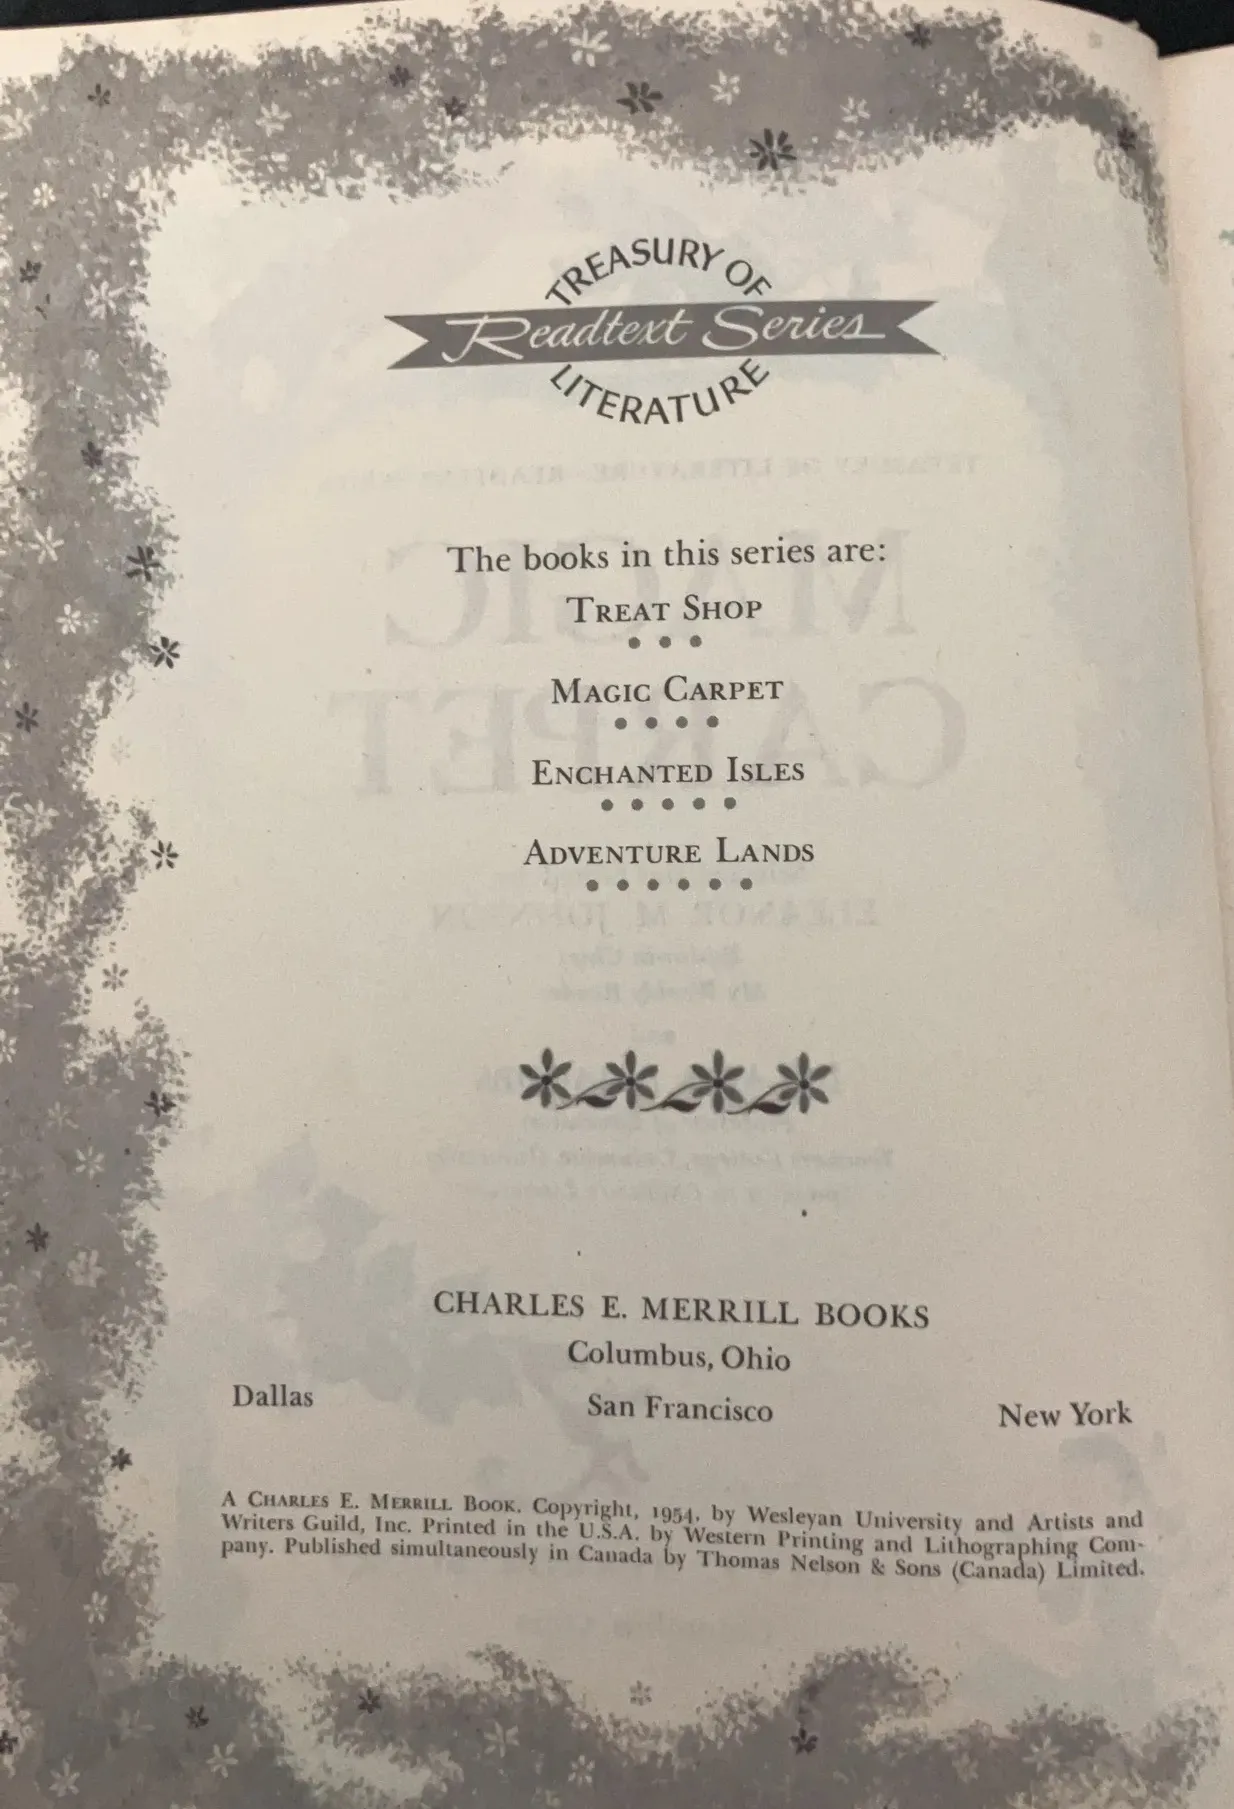 TREASURY OF
Readtext Series
LITERATURE
The books in this series are:
TREAT SHOP
MAGIC CARPET
ENCHANTED ISLES
ADVENTURE LANDS
CHARLES E. MERRILL BOOKS
Columbus, Ohio
Dallas San Francisco New York
A CHARLES E. MERRILL BOOK. Copyright, 1954, by Wesleyan University and Artists and
Writers Guild, Inc. Printed in the U.S.A. by Western Printing and Lithographing Com-
pany. Published simultaneously in Canada by Thomas Nelson & Sons (Canada) Limited.